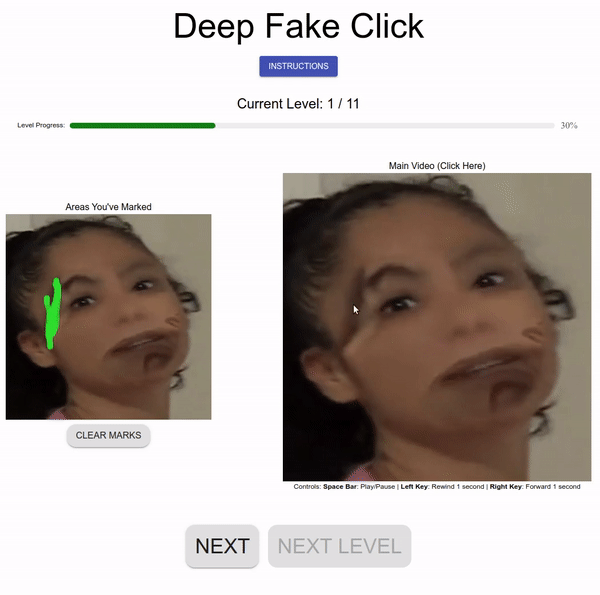 Deep Fake Click
INSTRUCTIONS
Current Level: 1 / 11
Level Progress:
30%
Main Video (Click Here)
Areas You've Marked
CLEAR MARKS
Controls: Space Bar: Play/Pause | Left Key: Rewind 1 second | Right Key: Forward 1 second
NEXT
NEXT LEVEL